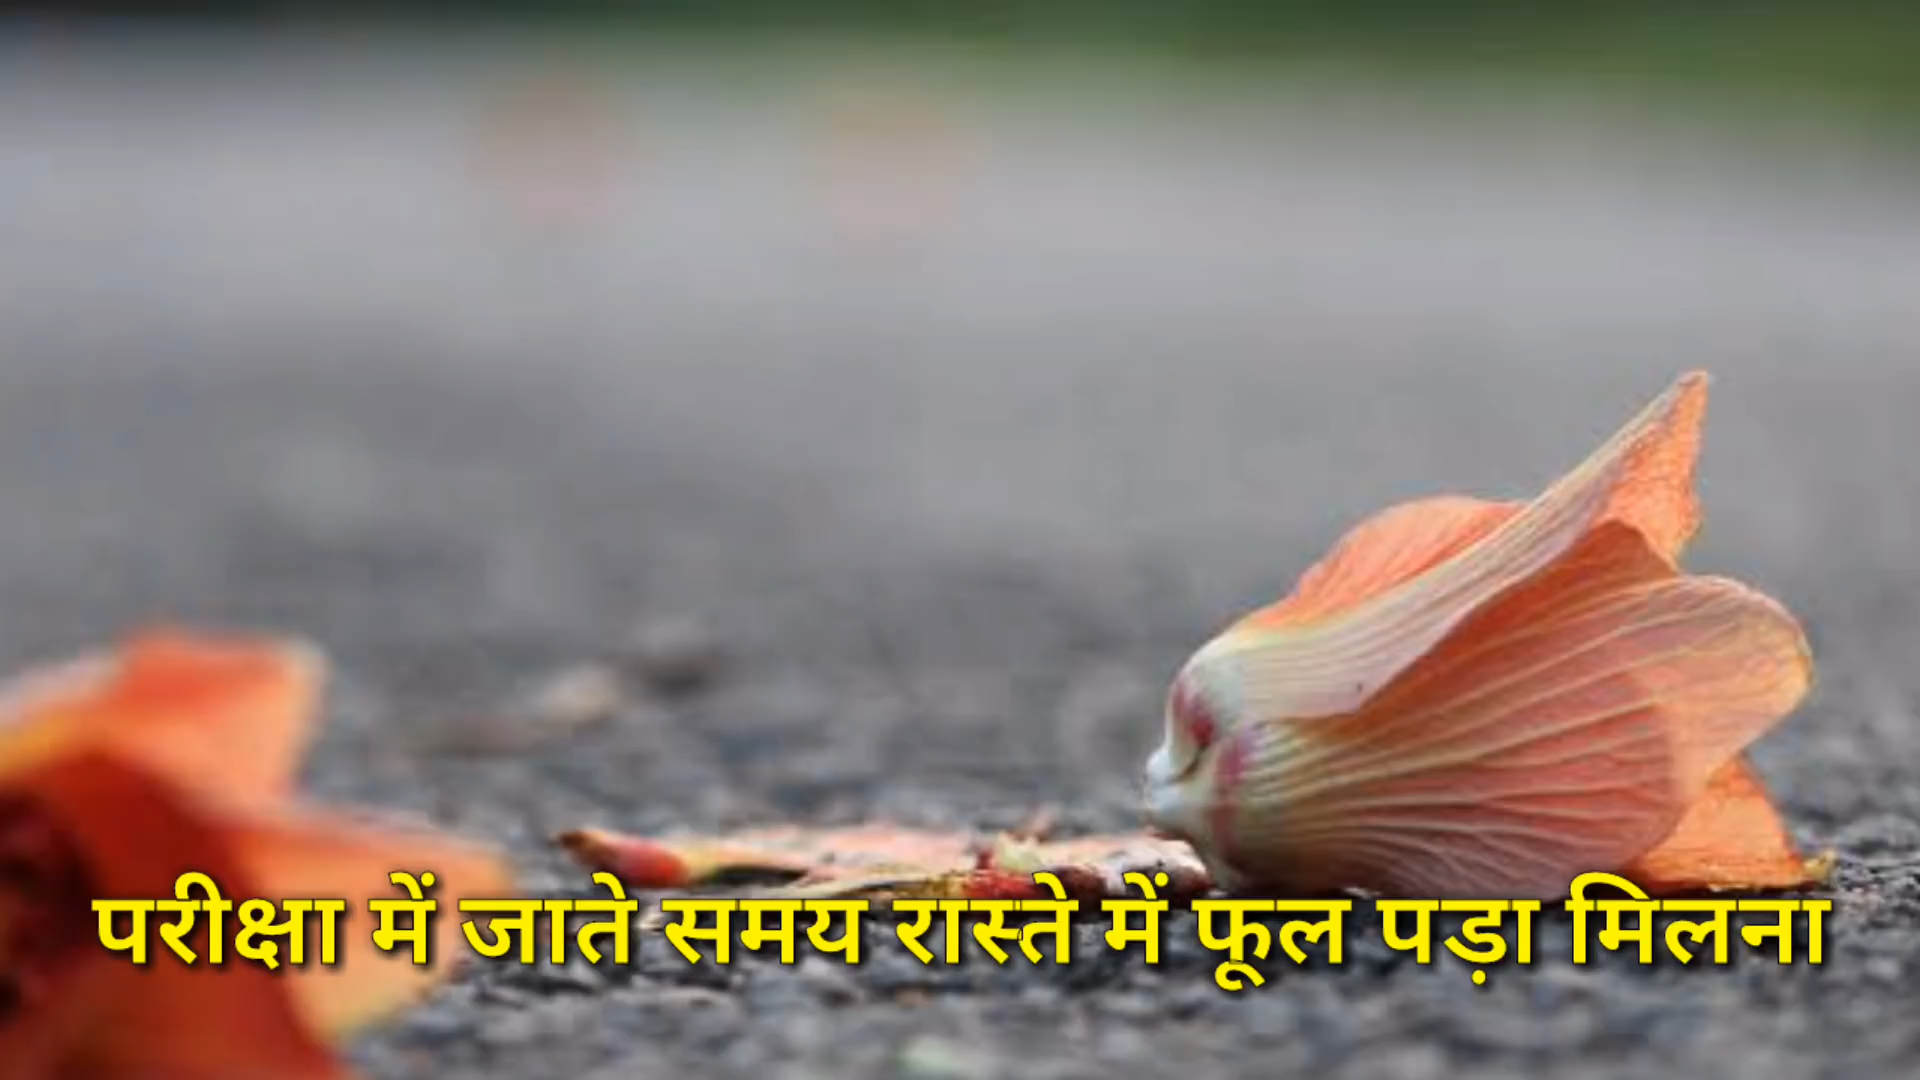 परीक्षा में जाते समय रास्ते में फूल पड़ा मिलना